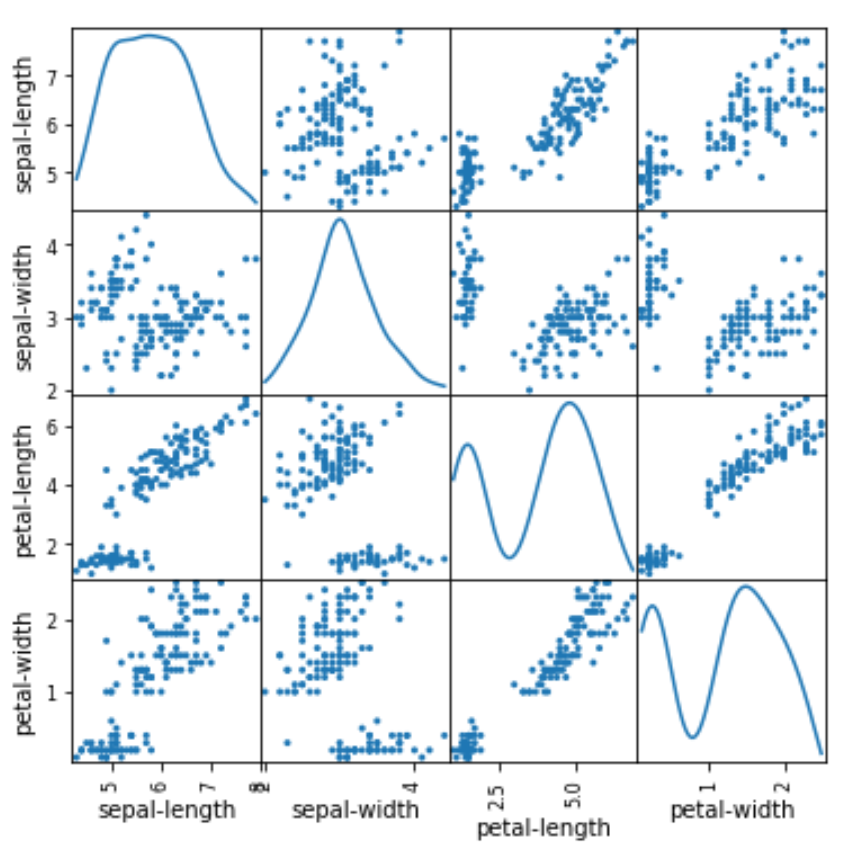 sepal-length
7
6
5
sepal-width
4
3
2
petal-length
6
4
2
petal-width
2
1
5 6 7 8 2 4 2.5 5.0 1 2
sepal-length sepal-width petal-length petal-width